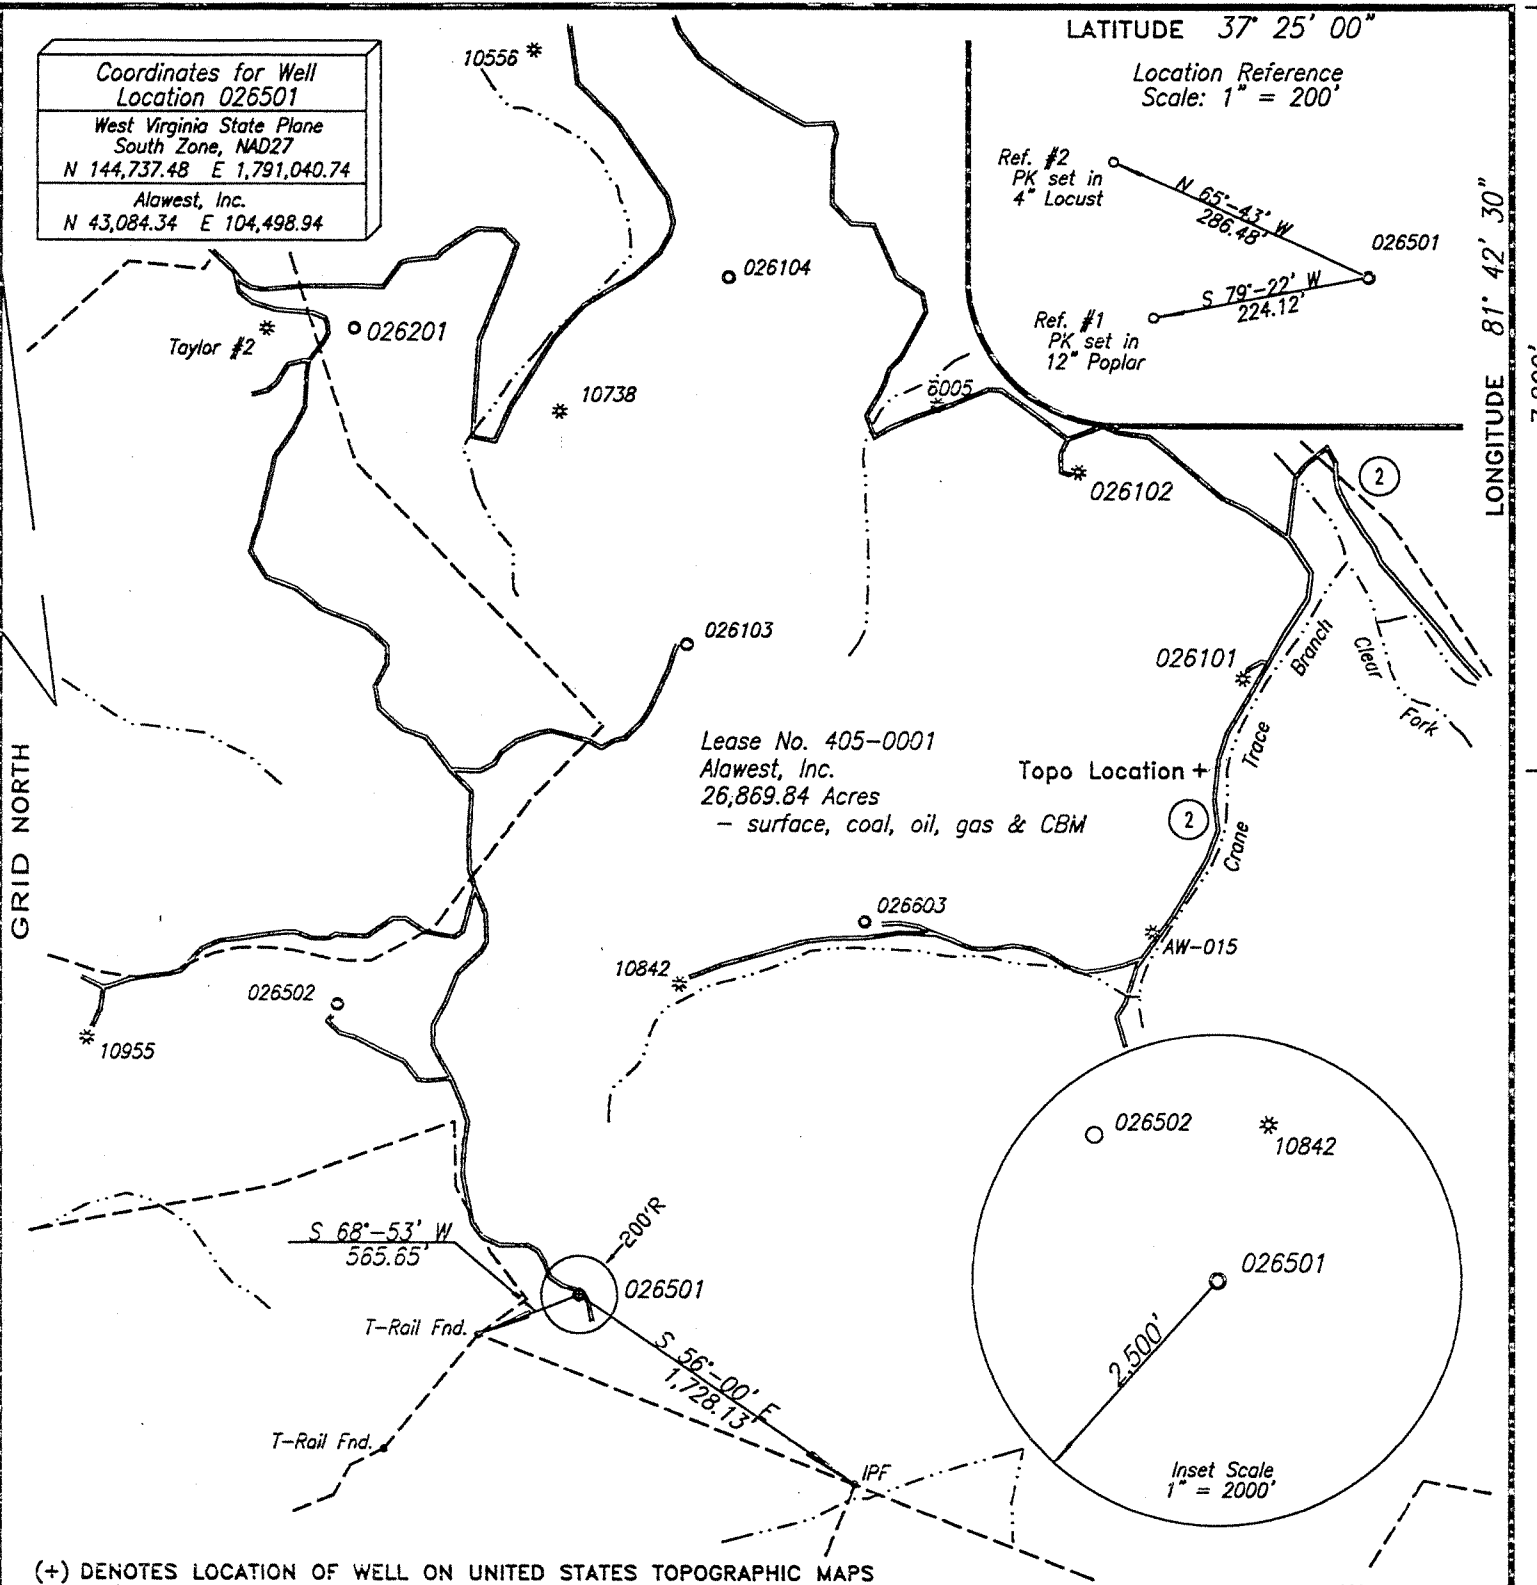 LATITUDE 37° 25' 00"
Coordinates for Well
Location 026501
West Virginia State Plane
South Zone, NAD27
N 144,737.48 E 1,791,040.74
Alawest, Inc.
N 43,084.34 E 104,498.94
10556
Location Reference
Scale: 1" = 200'
Ref. #2
PK set in
4" Locust
N 65°-43' W
286.48'
026501
S 79°-22' W
224.12'
Ref. #1
PK set in
12" Poplar
LONGITUDE 81° 42' 30"
026104
026201
Taylor #2
10738
6005
026102
2
026103
026101
Branch
Clear
Fork
Trace
Crane
GRID NORTH
Lease No. 405-0001
Alawest, Inc.
26,869.84 Acres
- surface, coal, oil, gas & CBM
Topo Location +
2
026603
AW-015
10842
026502
10955
026502
10842
026501
2,500'
Inset Scale
1" = 2000'
S 68°-53' W
565.65'
200'R
026501
T-Rail Fnd.
S 56°-00' E
1,728.13'
T-Rail Fnd.
IPF
(+) DENOTES LOCATION OF WELL ON UNITED STATES TOPOGRAPHIC MAPS